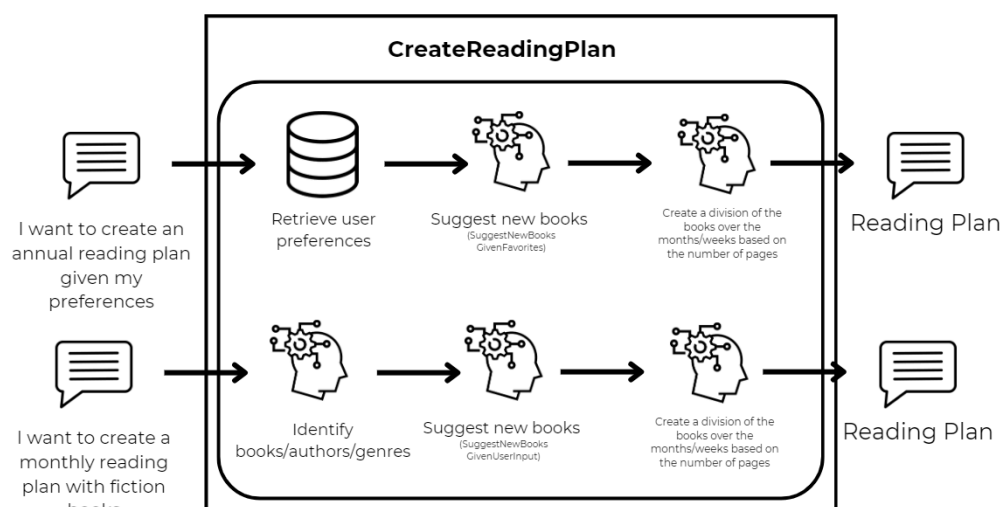 CreateReadingPlan
I want to create an
annual reading plan
given my
preferences
Retrieve user
preferences
Suggest new books
(SuggestNewBooks
GivenFavorites)
Create a division of the
books over the
months/weeks based on
the number of pages
Reading Plan
I want to create a
monthly reading
plan with fiction
Identify
books/authors/genres
Suggest new books
(SuggestNewBooks
GivenUserInput)
Create a division of the
books over the
months/weeks based on
the number of pages
Reading Plan